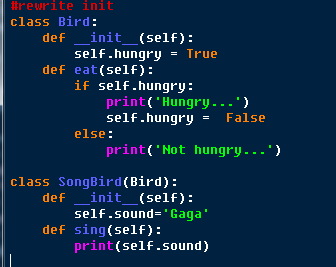 #rewrite init
class Bird:
    def __init__(self):
        self.hungry = True
    def eat(self):
        if self.hungry:
            print('Hungry...')
            self.hungry =  False
        else:
            print('Not hungry...')

class SongBird(Bird):
    def __init__(self):
        self.sound='Gaga'
    def sing(self):
        print(self.sound)